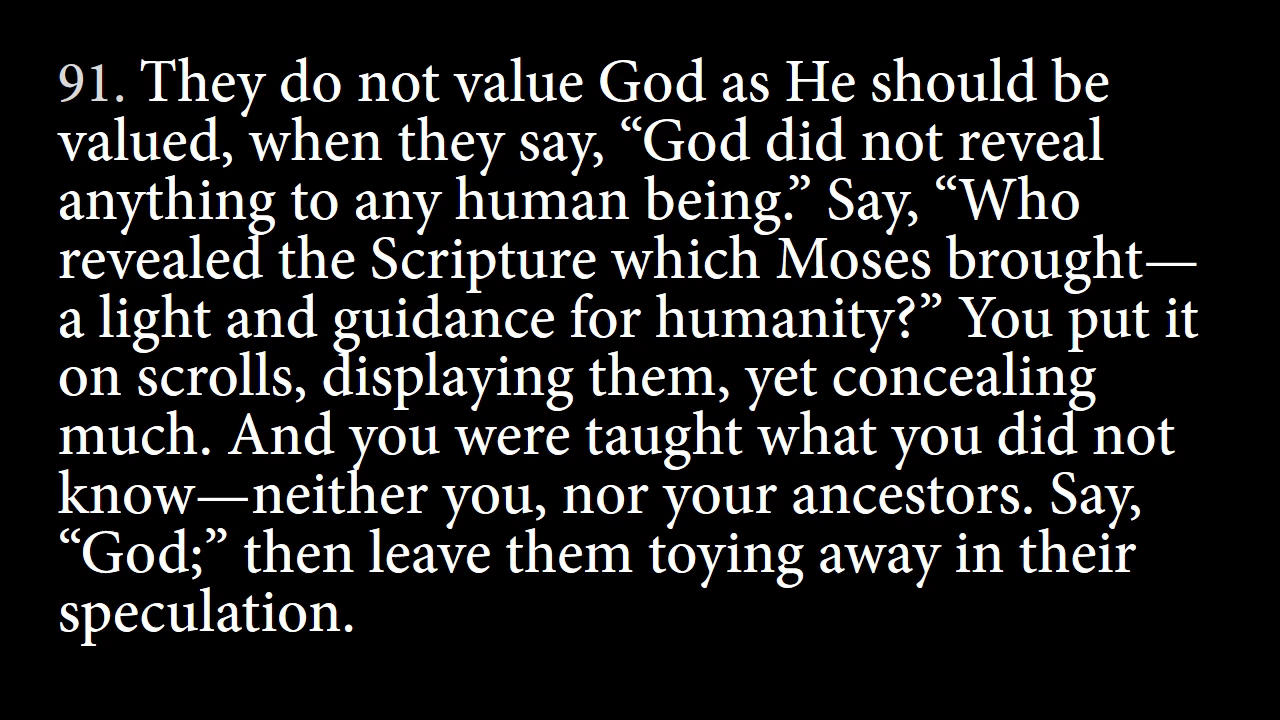 91. They do not value God as He should be
valued, when they say, “God did not reveal
anything to any human being.” Say, “Who
revealed the Scripture which Moses brought—
a light and guidance for humanity?” You put it
on scrolls, displaying them, yet concealing
much. And you were taught what you did not
know—neither you, nor your ancestors. Say,
“God;” then leave them toying away in their
speculation.